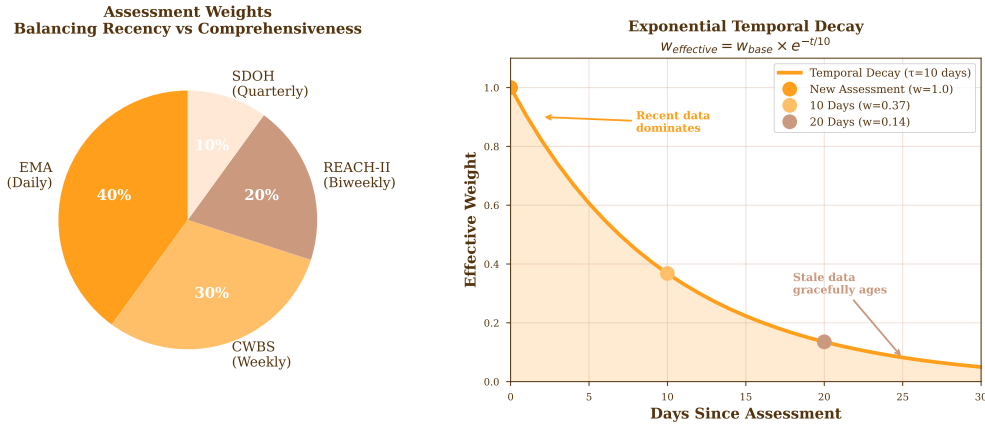 Assessment Weights
Balancing Recency vs Comprehensiveness
SDOH
(Quarterly)
10%
EMA
(Daily)
40%
REACH-II
(Biweekly)
20%
30%
CWBS
(Weekly)
Exponential Temporal Decay
w_effective = w_base × e^−t/10
Temporal Decay (τ=10 days)
New Assessment (w=1.0)
10 Days (w=0.37)
20 Days (w=0.14)
Recent data
dominates
Stale data
gracefully ages
Effective Weight
1.0
0.8
0.6
0.4
0.2
0.0
0 5 10 15 20 25 30
Days Since Assessment